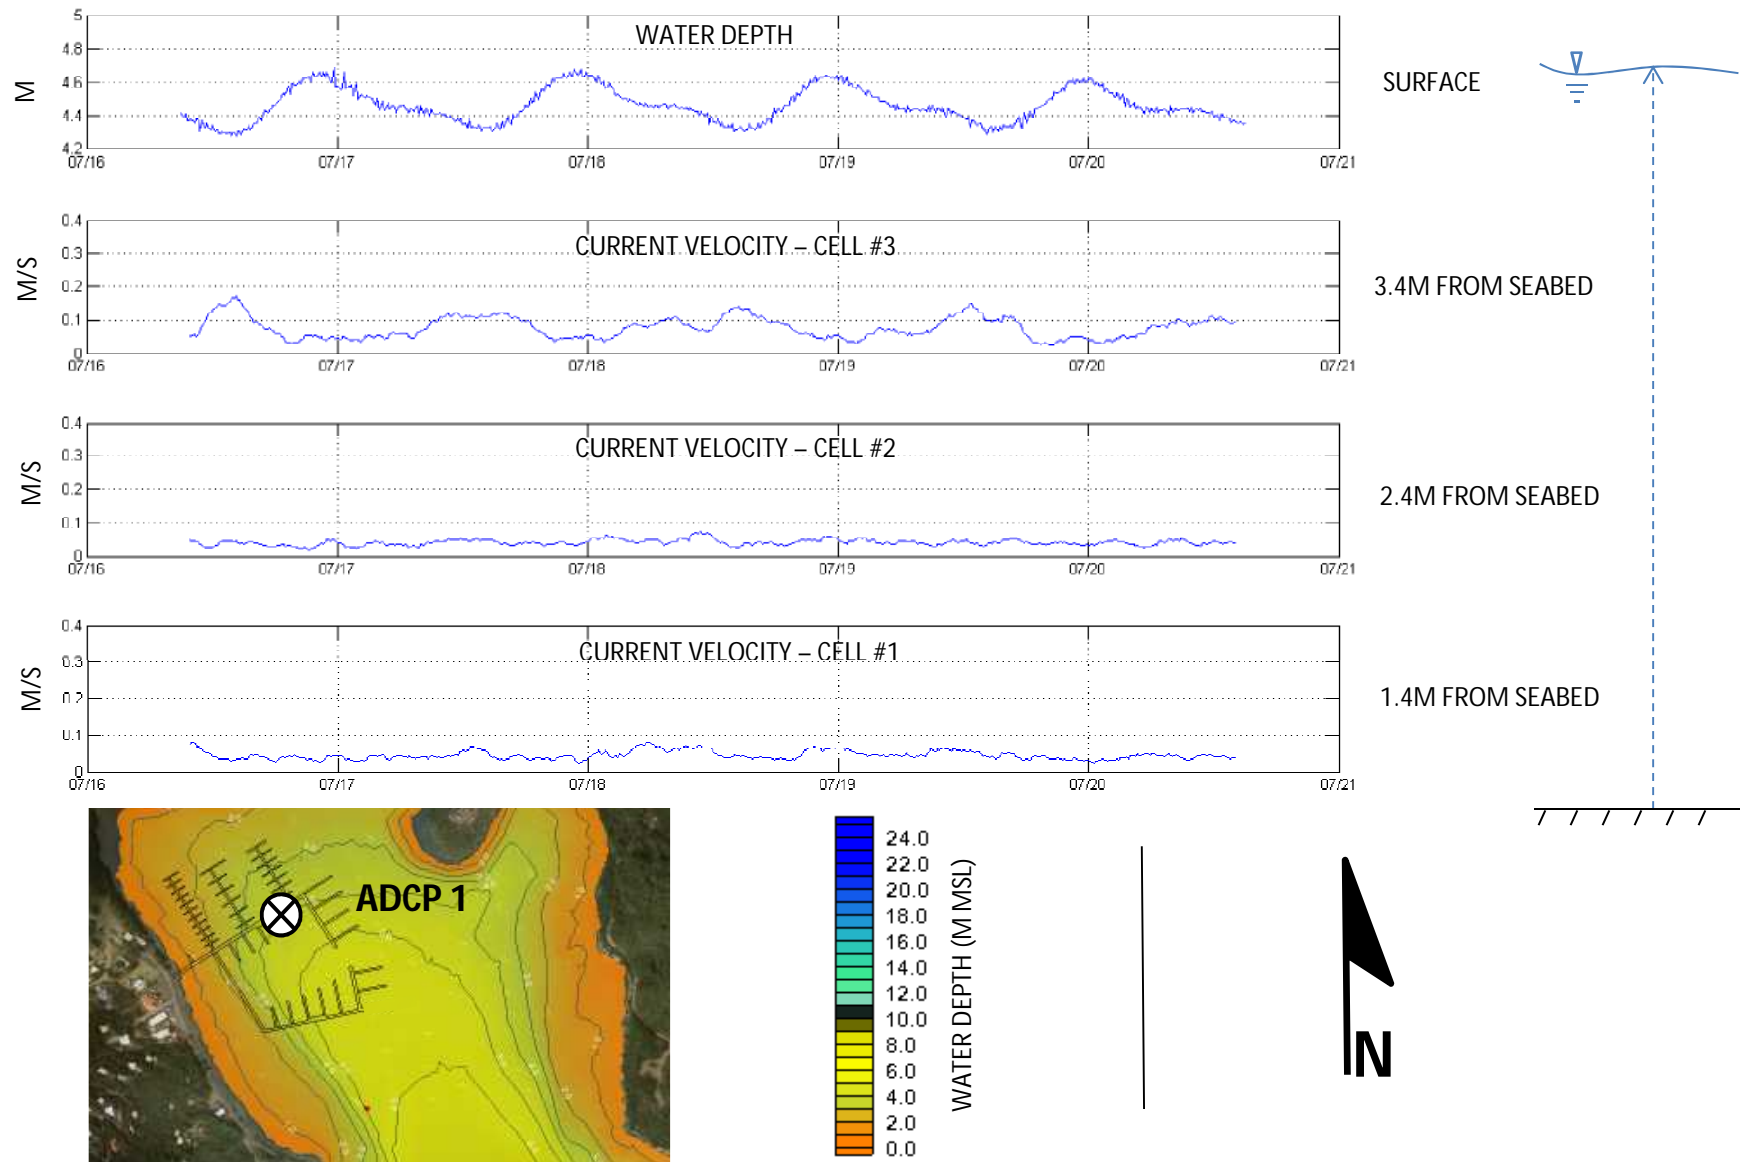 WATER DEPTH
M
5
4.8
4.6
4.4
4.2
07/16 07/17 07/18 07/19 07/20 07/21
SURFACE
CURRENT VELOCITY – CELL #3
M/S
0.4
0.3
0.2
0.1
0
07/16 07/17 07/18 07/19 07/20 07/21
3.4M FROM SEABED
CURRENT VELOCITY – CELL #2
M/S
0.4
0.3
0.2
0.1
0
07/16 07/17 07/18 07/19 07/20 07/21
2.4M FROM SEABED
CURRENT VELOCITY – CELL #1
M/S
0.4
0.3
0.2
0.1
0
07/16 07/17 07/18 07/19 07/20 07/21
1.4M FROM SEABED
ADCP 1
24.0
22.0
20.0
18.0
16.0
14.0
12.0
10.0
8.0
6.0
4.0
2.0
0.0
WATER DEPTH (M MSL)
N